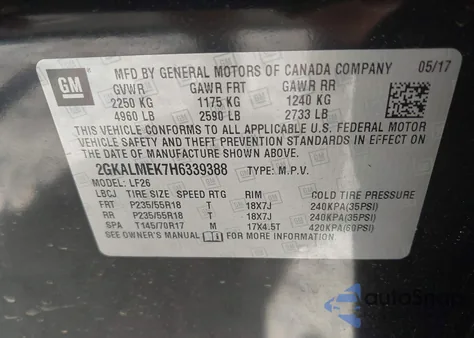 GM
MFD BY GENERAL MOTORS OF CANADA COMPANY 05/17
GVWR GAWR FRT GAWR RR
2250 KG 1175 KG 1240 KG
4960 LB 2590 LB 2733 LB
THIS VEHICLE CONFORMS TO ALL APPLICABLE U.S. FEDERAL MOTOR
VEHICLE SAFETY AND THEFT PREVENTION STANDARDS IN EFFECT ON
THE DATE OF MANUFACTURE SHOWN ABOVE.
2GKALMEK7H6339388 TYPE: M.P.V.
MODEL: LF26
LBCJ TIRE SIZE SPEED RTG RIM COLD TIRE PRESSURE
FRT P235/55R18 T 18X7J 240KPA(35PSI)
RR P235/55R18 T 18X7J 240KPA(35PSI)
SPA T145/70R17 M 17X4.5T 420KPA(60PSI)
SEE OWNER'S MANUAL FOR MORE INFORMATION.
AutoSnap